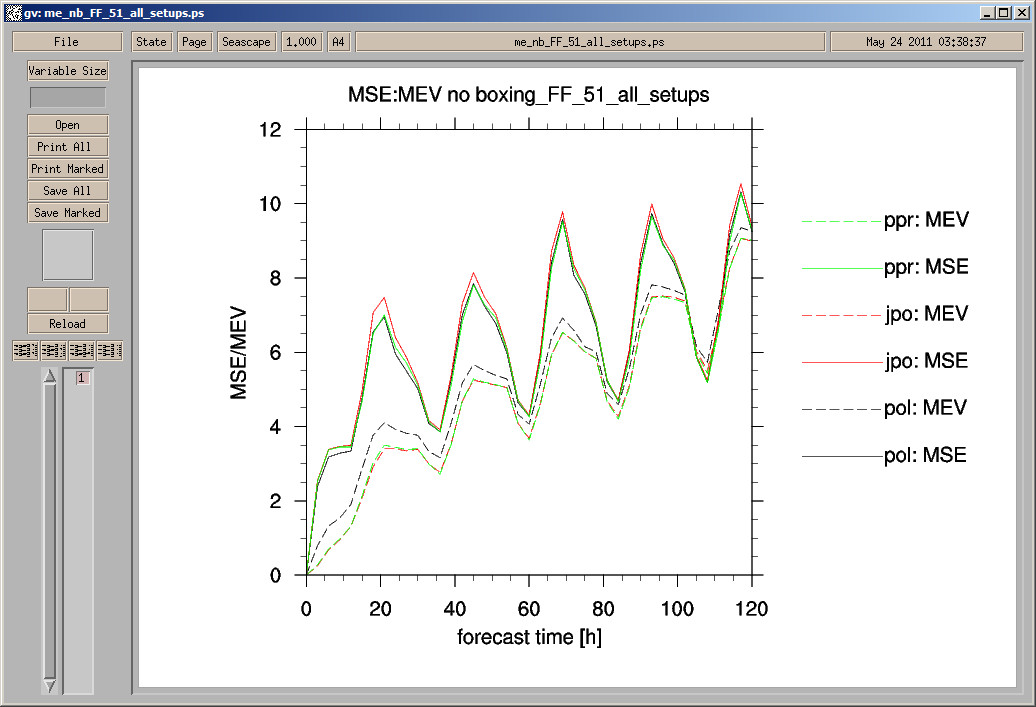 gv: me_nb_FF_51_all_setups.ps
File State Page Seascape 1.000 A4 me_nb_FF_51_all_setups.ps May 24 2011 03:38:37
Variable Size
Open
Print All
Print Marked
Save All
Save Marked
Reload
1
MSE:MEV no boxing_FF_51_all_setups
MSE/MEV
12
10
8
6
4
2
0
0 20 40 60 80 100 120
forecast time [h]
ppr: MEV
ppr: MSE
jpo: MEV
jpo: MSE
pol: MEV
pol: MSE